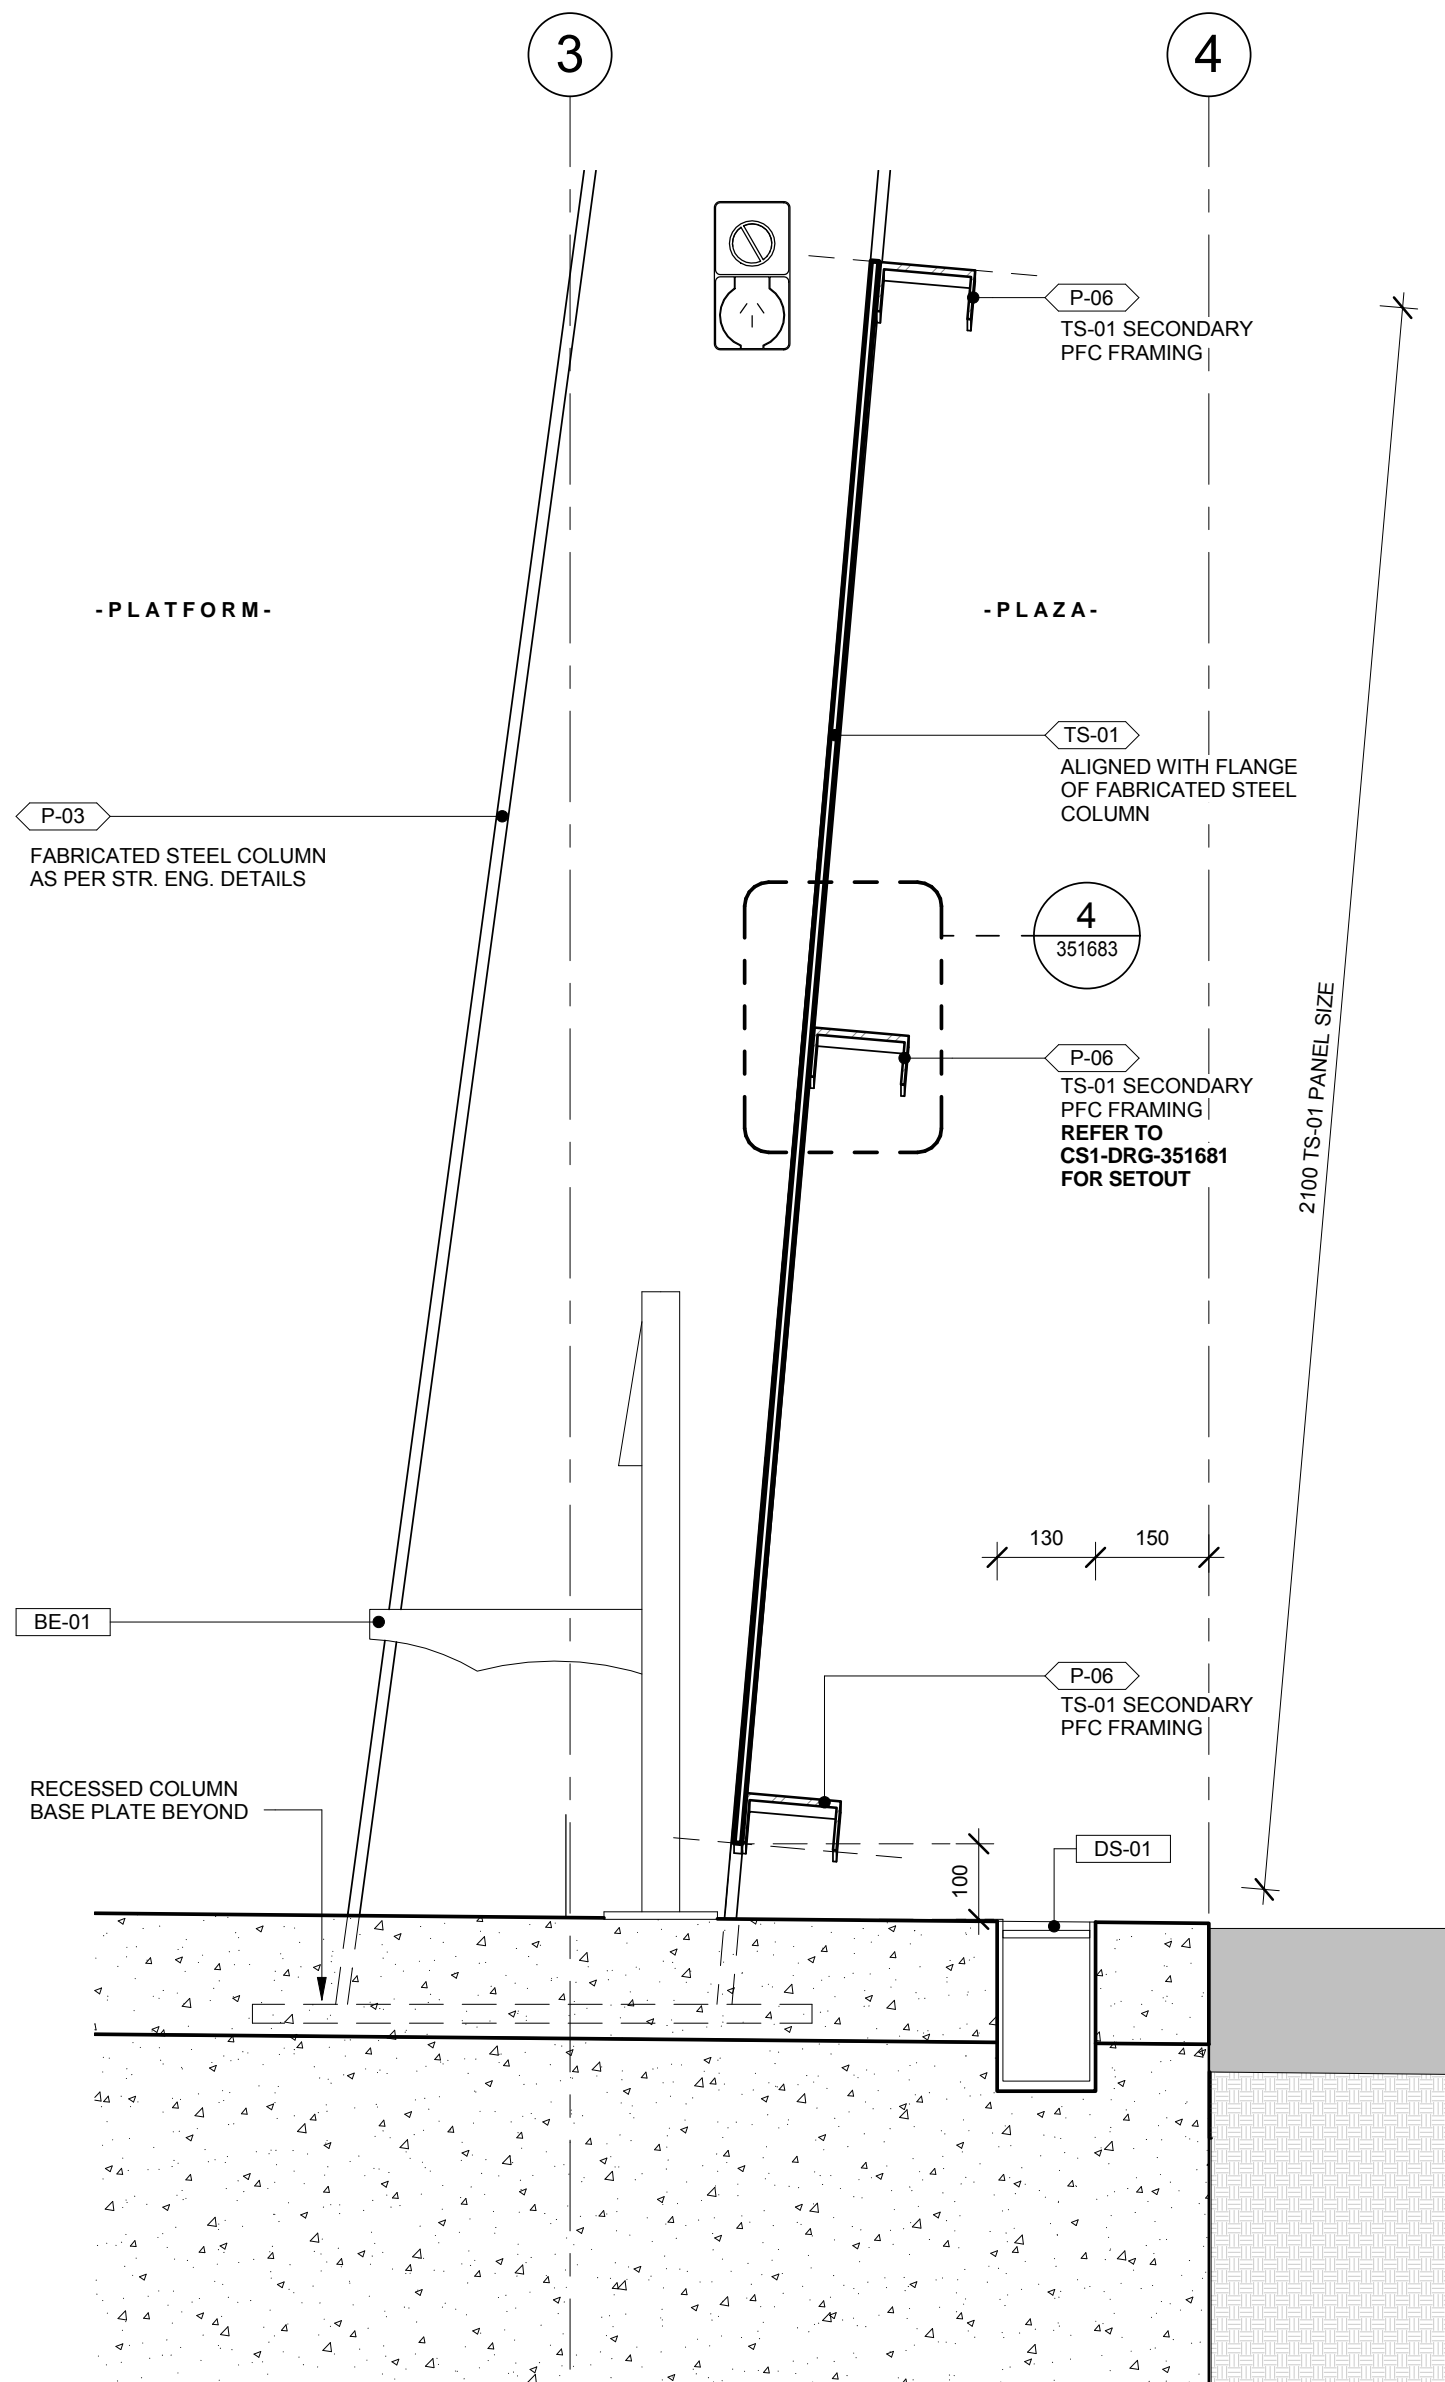 3
4
P-06
TS-01 SECONDARY
PFC FRAMING
-PLATFORM-
-PLAZA-
TS-01
ALIGNED WITH FLANGE
OF FABRICATED STEEL
COLUMN
P-03
FABRICATED STEEL COLUMN
AS PER STR. ENG. DETAILS
4
351683
2100 TS-01 PANEL SIZE
P-06
TS-01 SECONDARY
PFC FRAMING
REFER TO
CS1-DRG-351681
FOR SETOUT
130
150
BE-01
P-06
TS-01 SECONDARY
PFC FRAMING
RECESSED COLUMN
BASE PLATE BEYOND
100
DS-01